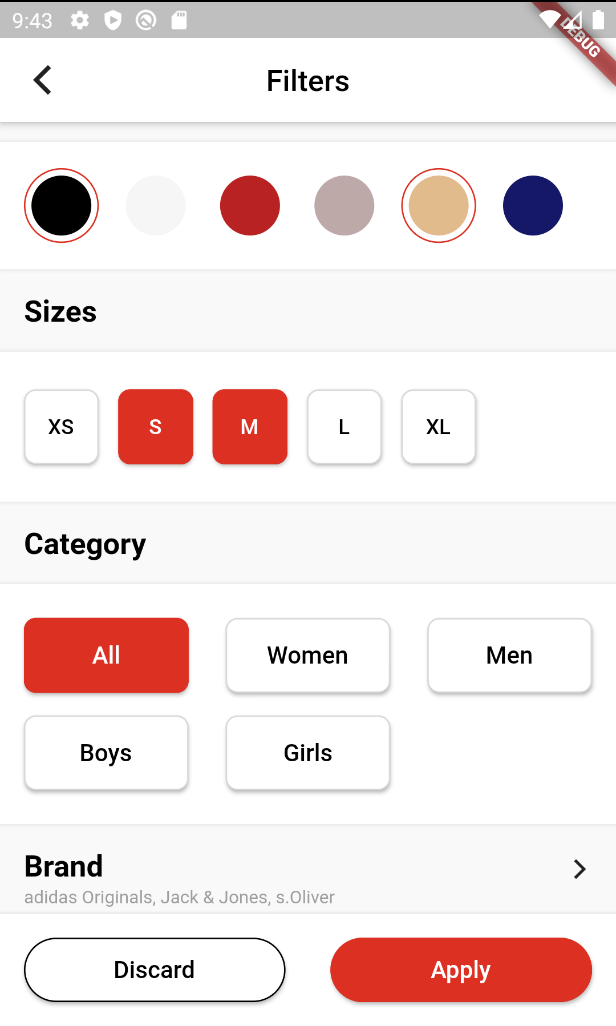 9:43
DEBUG
Filters
Sizes
XS S M L XL
Category
All Women Men
Boys Girls
Brand
adidas Originals, Jack & Jones, s.Oliver
Discard Apply